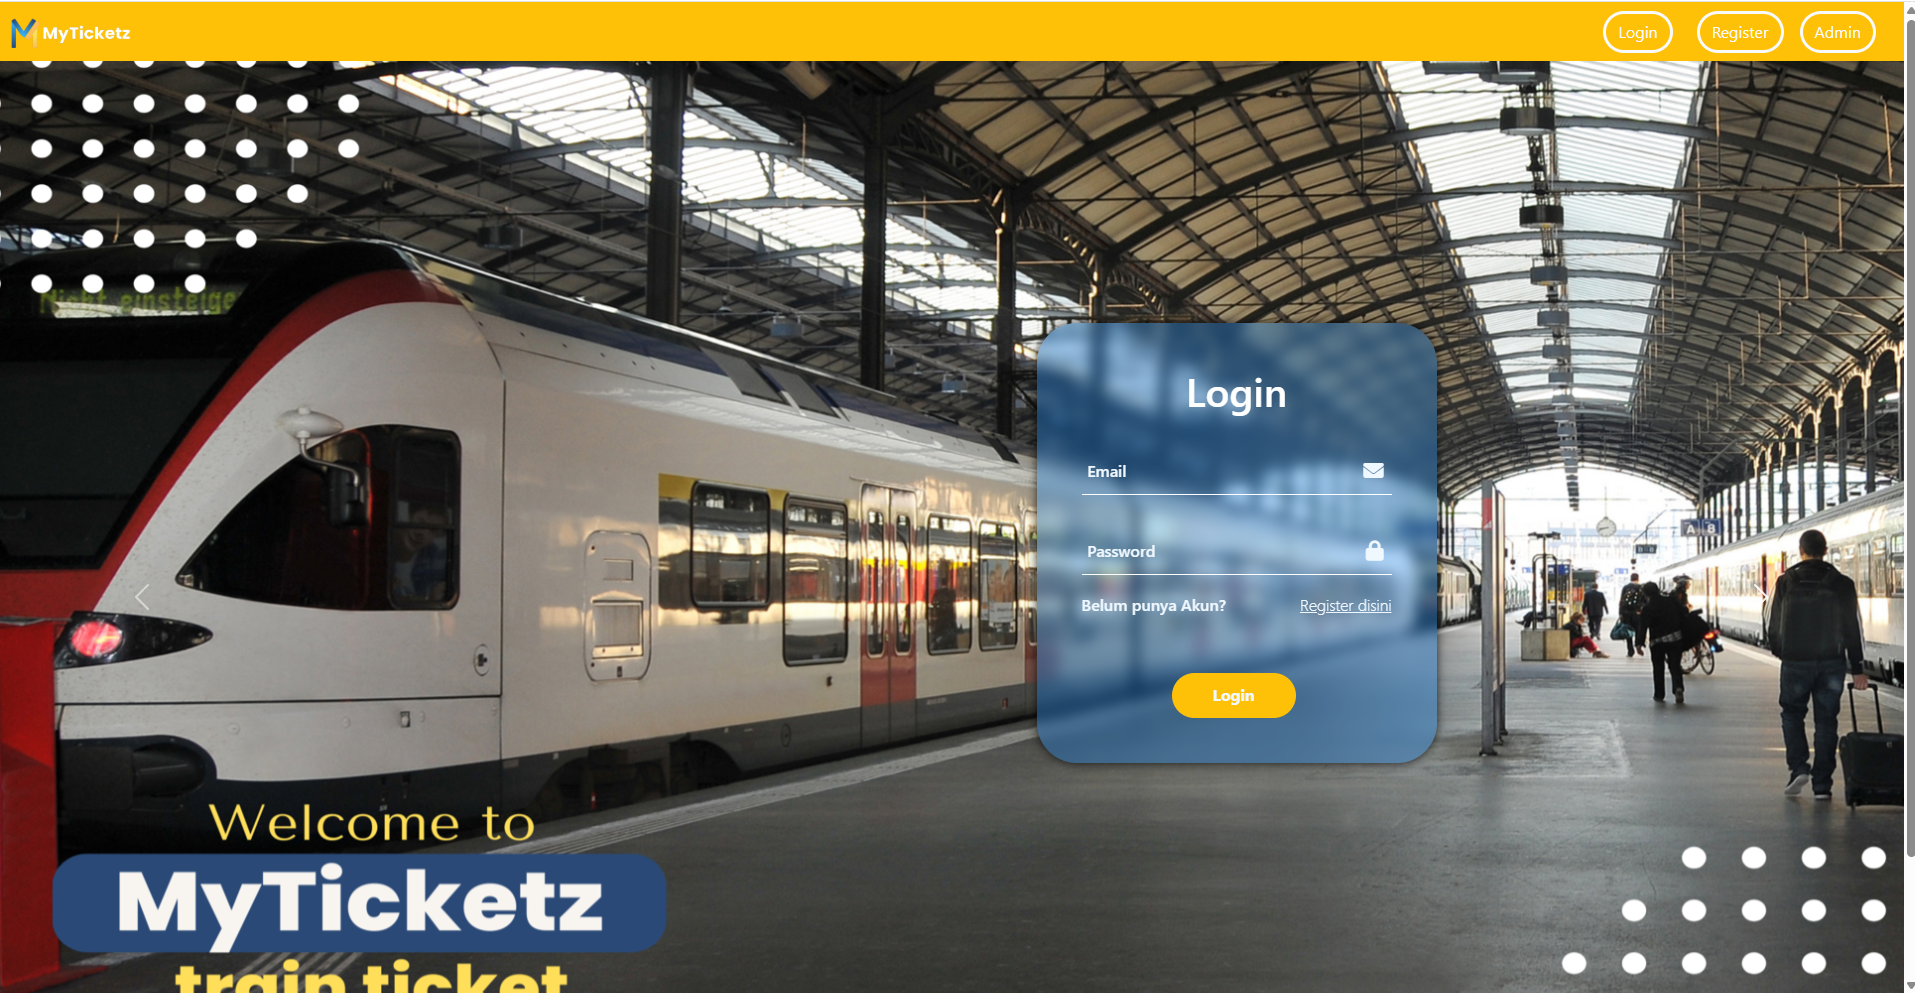 MyTicketz
Login
Register
Admin
Nicht einsteige
A B
Login
Email
Password
Belum punya Akun? Register disini
Login
Welcome to
MyTicketz
train ticket